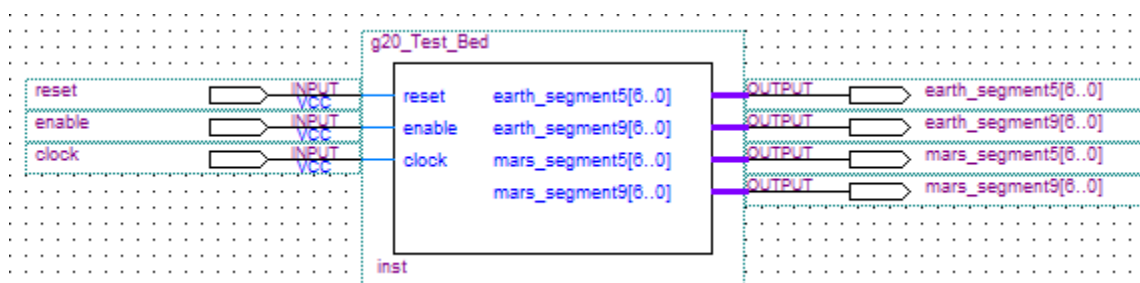 g20_Test_Bed
reset INPUT VCC reset earth_segment5[6..0] OUTPUT earth_segment5[6..0]
enable INPUT VCC enable earth_segment9[6..0] OUTPUT earth_segment9[6..0]
clock INPUT VCC clock mars_segment5[6..0] OUTPUT mars_segment5[6..0]
mars_segment9[6..0] OUTPUT mars_segment9[6..0]
inst